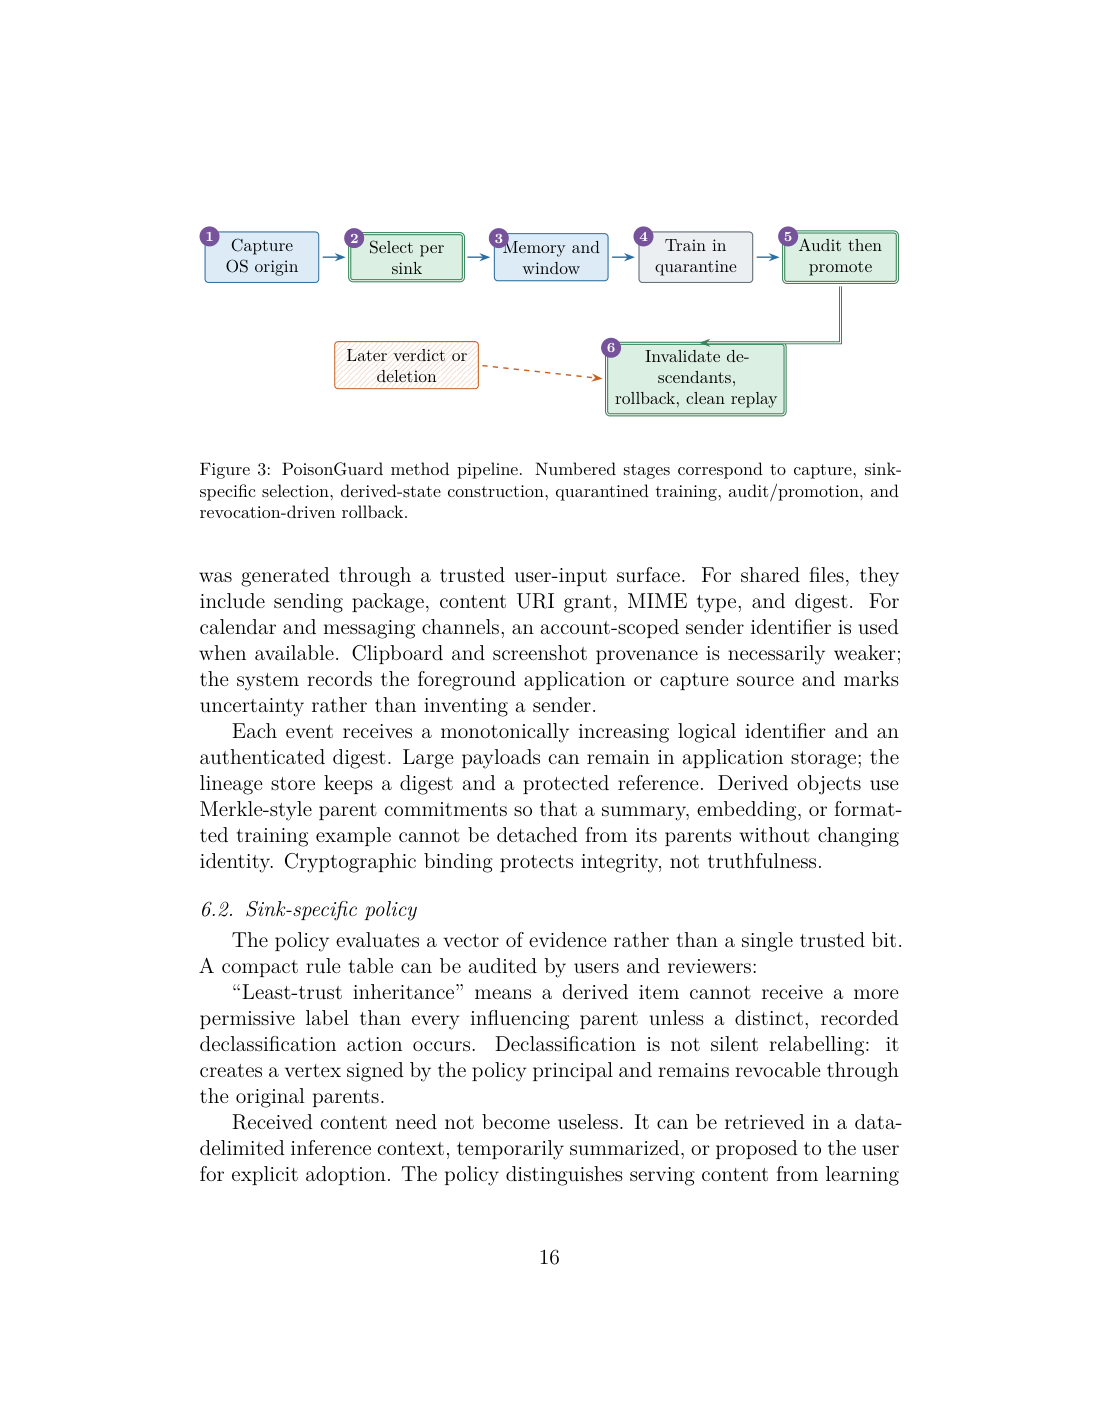 1
Capture
OS origin
2
Select per
sink
3
Memory and
window
4
Train in
quarantine
5
Audit then
promote
Later verdict or
deletion
6
Invalidate de-
scendants,
rollback, clean replay
Figure 3: PoisonGuard method pipeline. Numbered stages correspond to capture, sink-
specific selection, derived-state construction, quarantined training, audit/promotion, and
revocation-driven rollback.
was generated through a trusted user-input surface. For shared files, they
include sending package, content URI grant, MIME type, and digest. For
calendar and messaging channels, an account-scoped sender identifier is used
when available. Clipboard and screenshot provenance is necessarily weaker;
the system records the foreground application or capture source and marks
uncertainty rather than inventing a sender.
Each event receives a monotonically increasing logical identifier and an
authenticated digest. Large payloads can remain in application storage; the
lineage store keeps a digest and a protected reference. Derived objects use
Merkle-style parent commitments so that a summary, embedding, or format-
ted training example cannot be detached from its parents without changing
identity. Cryptographic binding protects integrity, not truthfulness.
6.2. Sink-specific policy
The policy evaluates a vector of evidence rather than a single trusted bit.
A compact rule table can be audited by users and reviewers:
“Least-trust inheritance” means a derived item cannot receive a more
permissive label than every influencing parent unless a distinct, recorded
declassification action occurs. Declassification is not silent relabelling: it
creates a vertex signed by the policy principal and remains revocable through
the original parents.
Received content need not become useless. It can be retrieved in a data-
delimited inference context, temporarily summarized, or proposed to the user
for explicit adoption. The policy distinguishes serving content from learning
16